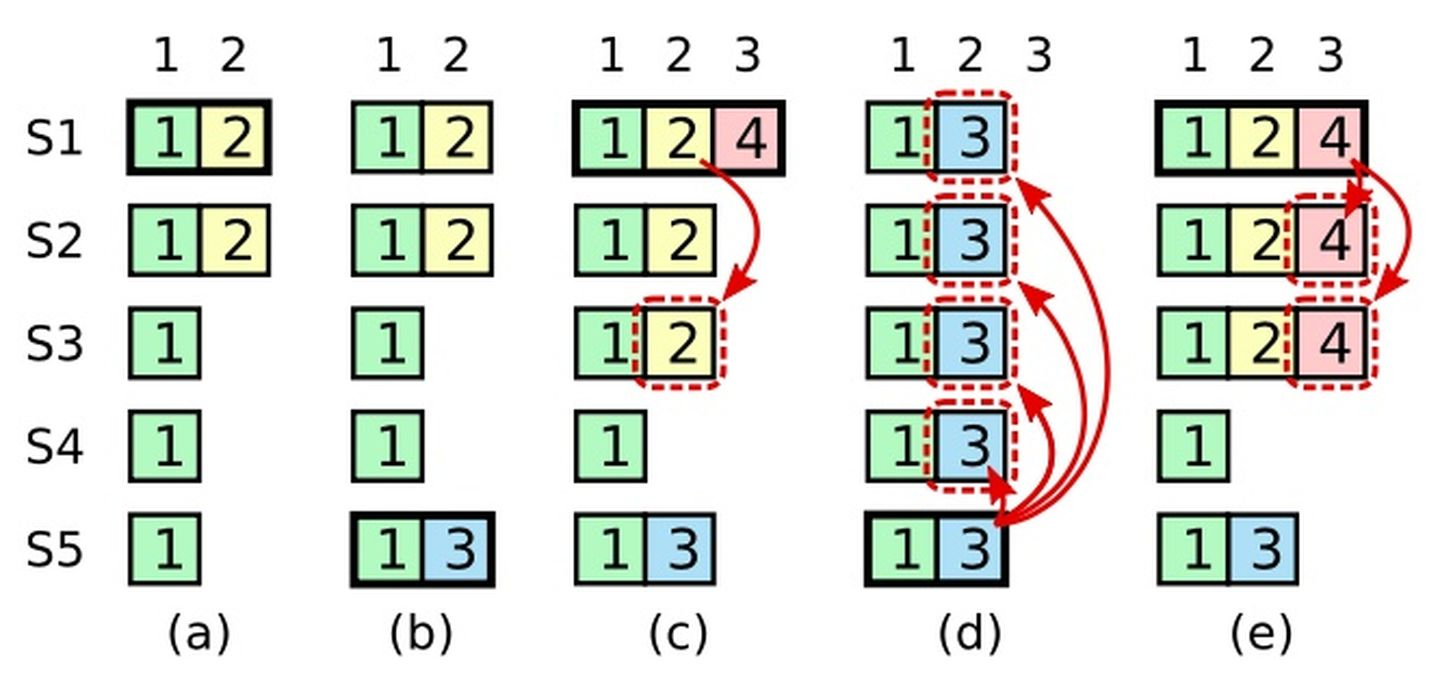 1 2 1 2 1 2 3 1 2 3 1 2 3
S1 1 2 1 2 1 2 4 1 3 1 2 4
S2 1 2 1 2 1 2 1 3 1 2 4
S3 1 1 1 2 1 3 1 2 4
S4 1 1 1 1 3 1
S5 1 1 3 1 3 1 3 1 3
(a) (b) (c) (d) (e)